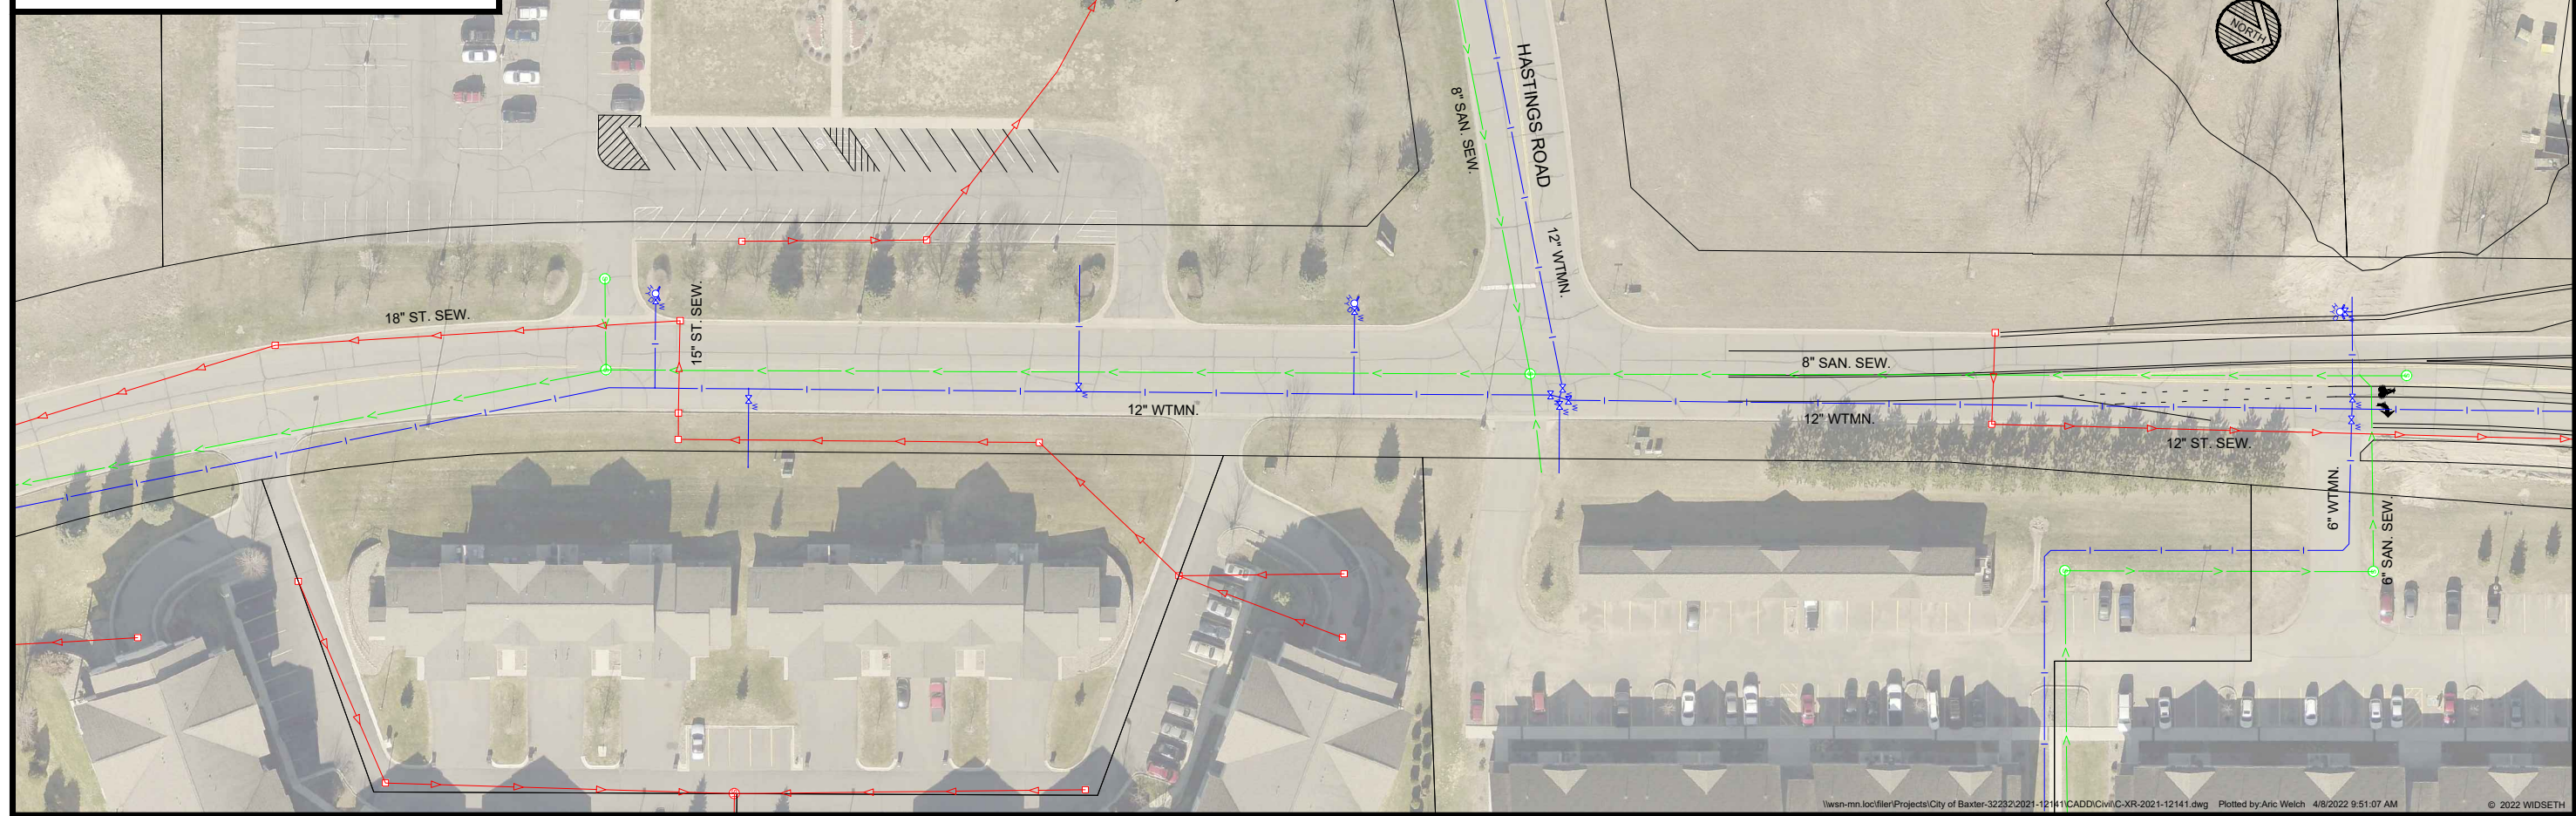 NORTH
HASTINGS ROAD
8" SAN. SEW.
12" WTMN.
18" ST. SEW.
15" ST. SEW.
8" SAN. SEW.
12" WTMN.
12" WTMN.
12" ST. SEW.
6" WTMN.
6" SAN. SEW.
\\wsn-mn.loc\filer\Projects\City of Baxter-32232\2021-12141\CADD\Civil\C-XR-2021-12141.dwg Plotted by:Aric Welch 4/8/2022 9:51:07 AM
© 2022 WIDSETH